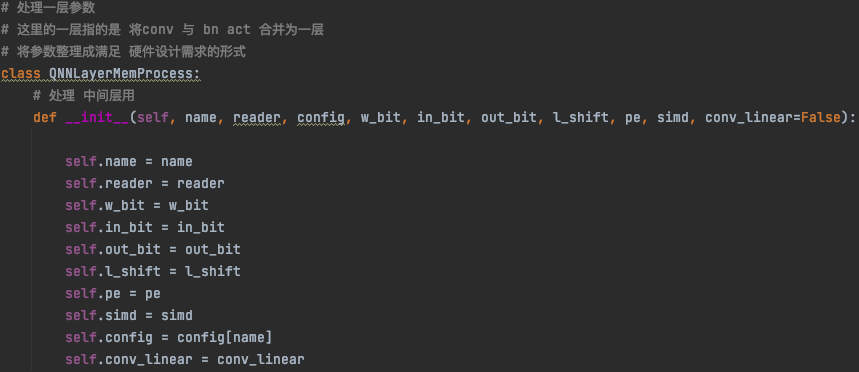 # 处理一层参数
# 这里的一层指的是 将conv 与 bn act 合并为一层
# 将参数整理成满足 硬件设计需求的形式
class QNNLayerMemProcess:
    # 处理 中间层用
    def __init__(self, name, reader, config, w_bit, in_bit, out_bit, l_shift, pe, simd, conv_linear=False):
        self.name = name
        self.reader = reader
        self.w_bit = w_bit
        self.in_bit = in_bit
        self.out_bit = out_bit
        self.l_shift = l_shift
        self.pe = pe
        self.simd = simd
        self.config = config[name]
        self.conv_linear = conv_linear